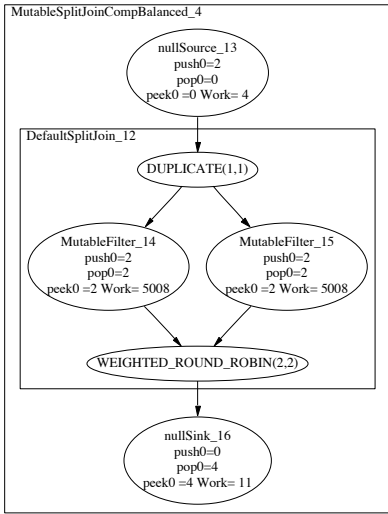 MutableSplitJoinCompBalanced_4
nullSource_13
push0=2
pop0=0
peek0 =0 Work= 4
DefaultSplitJoin_12
DUPLICATE(1,1)
MutableFilter_14
push0=2
pop0=2
peek0 =2 Work= 5008
MutableFilter_15
push0=2
pop0=2
peek0 =2 Work= 5008
WEIGHTED_ROUND_ROBIN(2,2)
nullSink_16
push0=0
pop0=4
peek0 =4 Work= 11